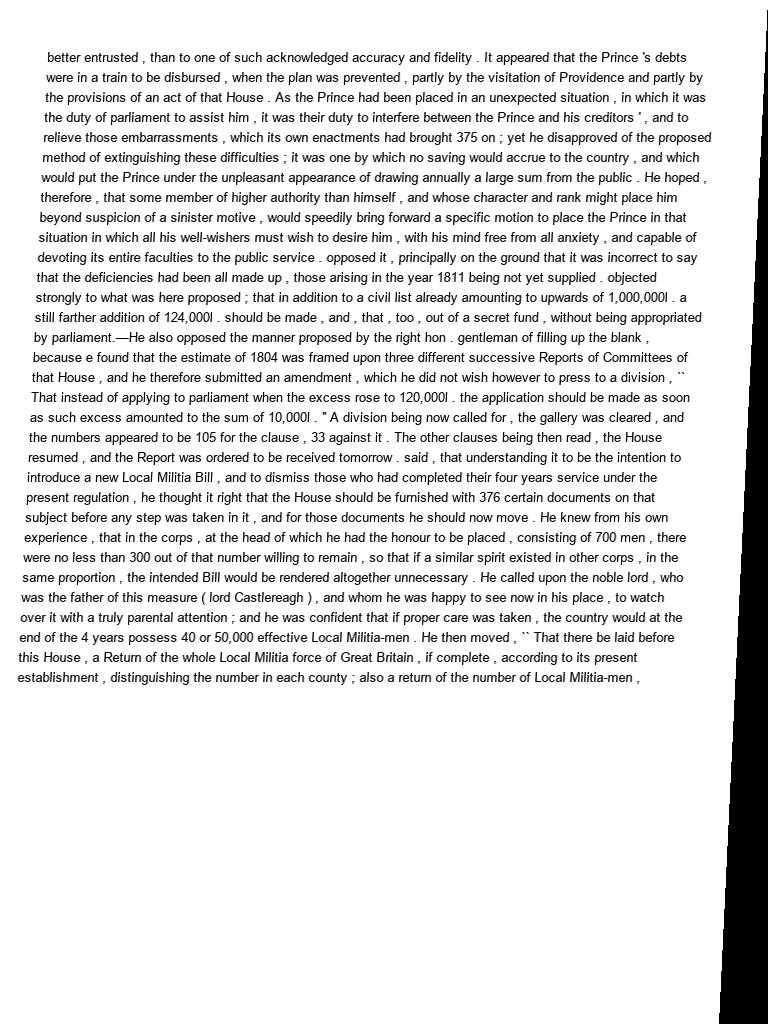 better entrusted , than to one of such acknowledged accuracy and fidelity . It appeared that the Prince 's debts
were in a train to be disbursed , when the plan was prevented , partly by the visitation of Providence and partly by
the provisions of an act of that House . As the Prince had been placed in an unexpected situation , in which it was
the duty of parliament to assist him , it was their duty to interfere between the Prince and his creditors ' , and to
relieve those embarrassments , which its own enactments had brought 375 on ; yet he disapproved of the proposed
method of extinguishing these difficulties ; it was one by which no saving would accrue to the country , and which
would put the Prince under the unpleasant appearance of drawing annually a large sum from the public . He hoped ,
therefore , that some member of higher authority than himself , and whose character and rank might place him
beyond suspicion of a sinister motive , would speedily bring forward a specific motion to place the Prince in that
situation in which all his well-wishers must wish to desire him , with his mind free from all anxiety , and capable of
devoting its entire faculties to the public service . opposed it , principally on the ground that it was incorrect to say
that the deficiencies had been all made up , those arising in the year 1811 being not yet supplied . objected
strongly to what was here proposed ; that in addition to a civil list already amounting to upwards of 1,000,000l . a
still farther addition of 124,000l . should be made , and , that , too , out of a secret fund , without being appropriated
by parliament.—He also opposed the manner proposed by the right hon . gentleman of filling up the blank ,
because e found that the estimate of 1804 was framed upon three different successive Reports of Committees of
that House , and he therefore submitted an amendment , which he did not wish however to press to a division , ``
That instead of applying to parliament when the excess rose to 120,000l . the application should be made as soon
as such excess amounted to the sum of 10,000l . " A division being now called for , the gallery was cleared , and
the numbers appeared to be 105 for the clause , 33 against it . The other clauses being then read , the House
resumed , and the Report was ordered to be received tomorrow . said , that understanding it to be the intention to
introduce a new Local Militia Bill , and to dismiss those who had completed their four years service under the
present regulation , he thought it right that the House should be furnished with 376 certain documents on that
subject before any step was taken in it , and for those documents he should now move . He knew from his own
experience , that in the corps , at the head of which he had the honour to be placed , consisting of 700 men , there
were no less than 300 out of that number willing to remain , so that if a similar spirit existed in other corps , in the
same proportion , the intended Bill would be rendered altogether unnecessary . He called upon the noble lord , who
was the father of this measure ( lord Castlereagh ) , and whom he was happy to see now in his place , to watch
over it with a truly parental attention ; and he was confident that if proper care was taken , the country would at the
end of the 4 years possess 40 or 50,000 effective Local Militia-men . He then moved , `` That there be laid before
this House , a Return of the whole Local Militia force of Great Britain , if complete , according to its present
establishment , distinguishing the number in each county ; also a return of the number of Local Militia-men ,